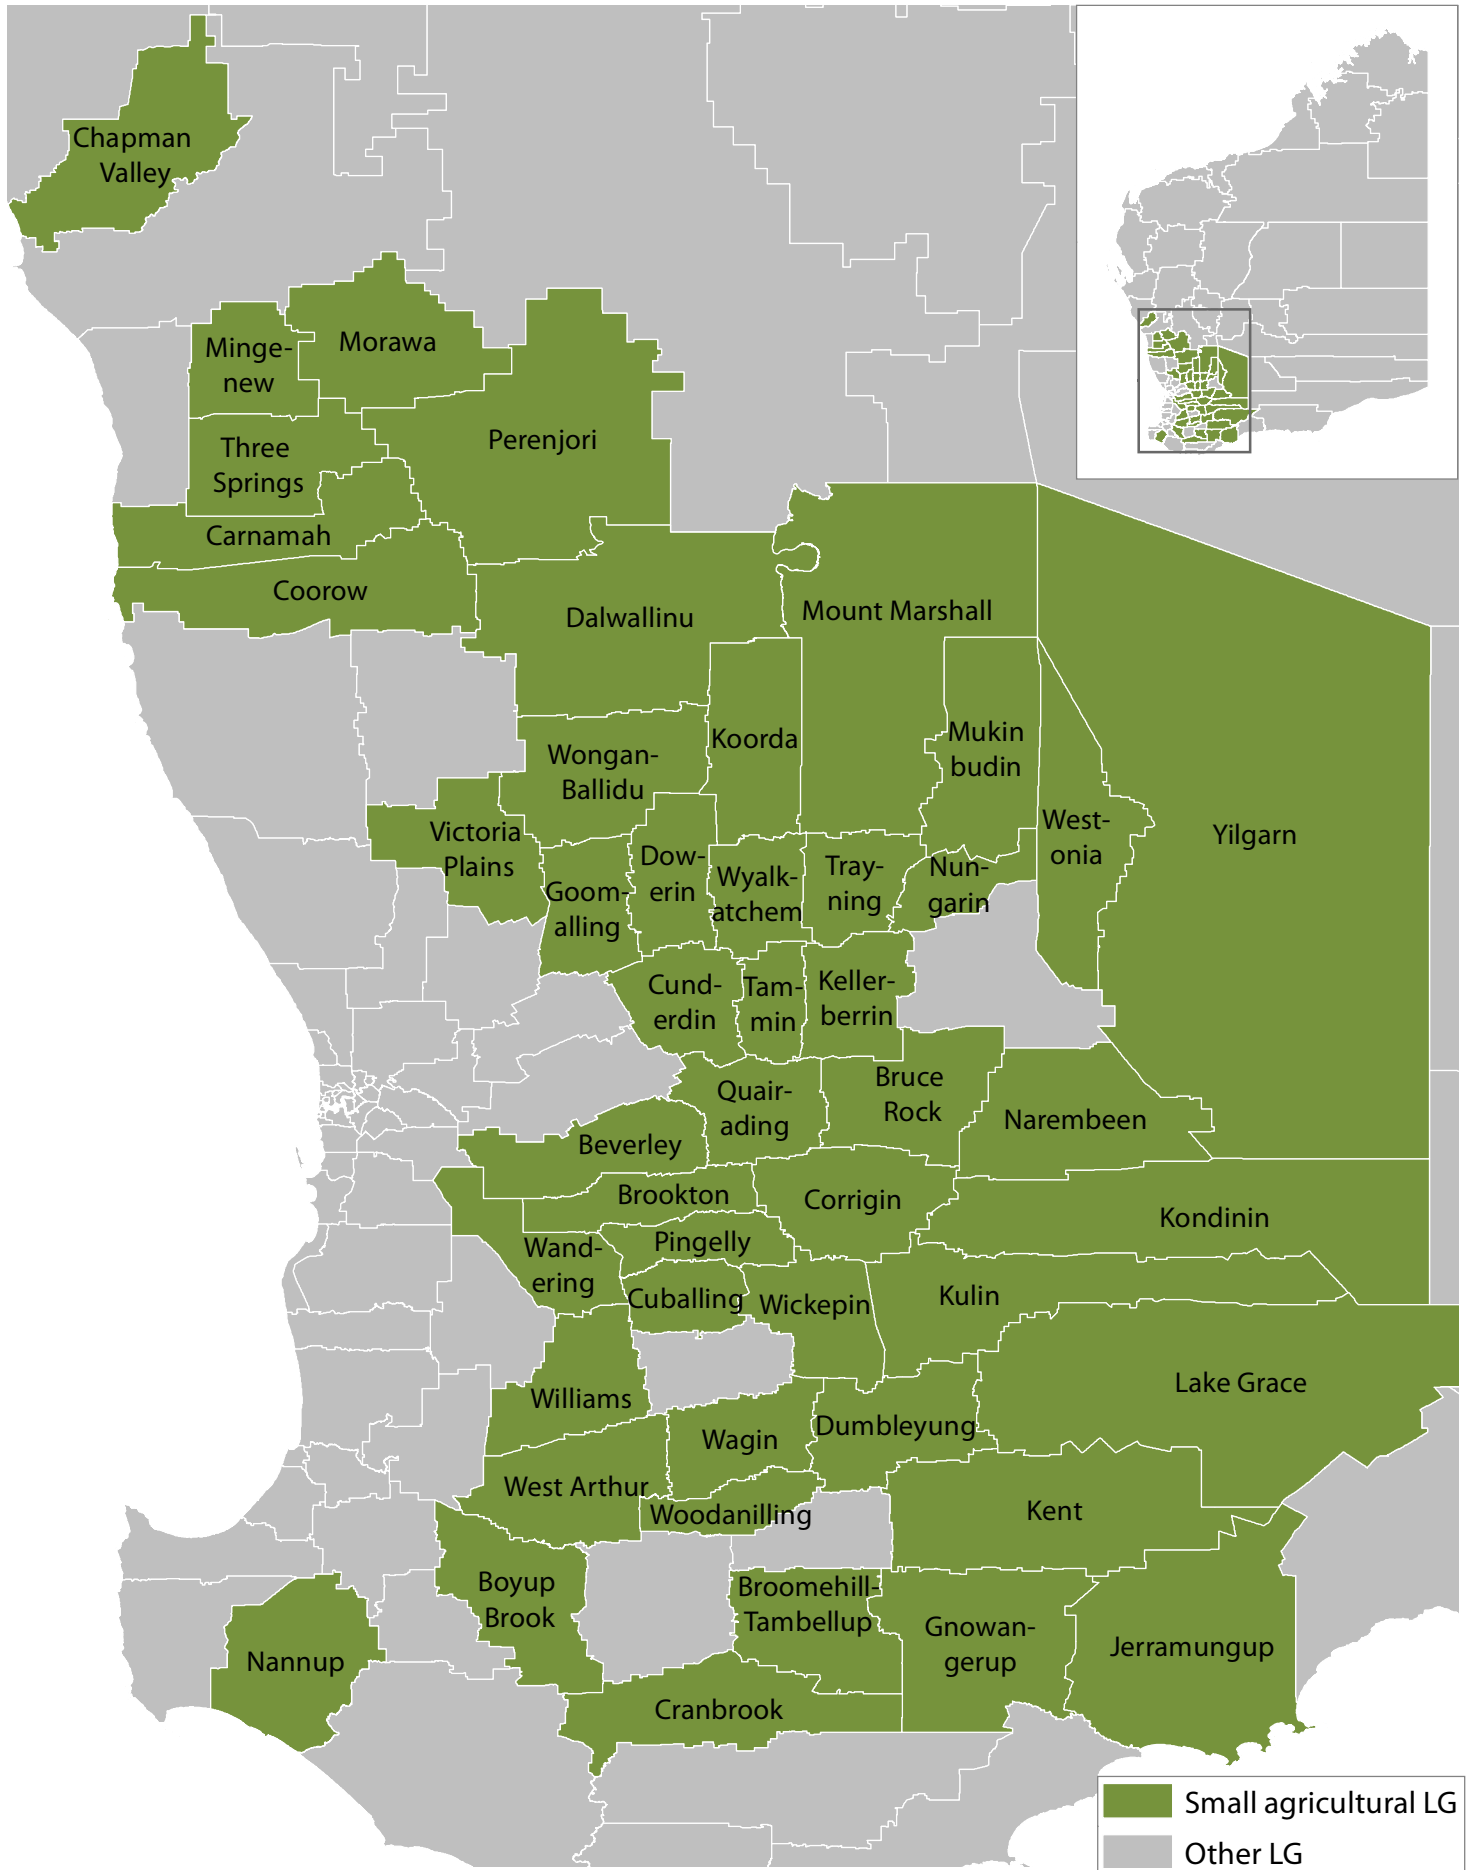 Chapman
Valley
Minge-
new
Morawa
Three
Springs
Perenjori
Carnamah
Coorow
Dalwallinu
Mount Marshall
Koorda
Mukin
budin
Wongan-
Ballidu
Victoria
Plains
West-
onia
Yilgarn
Goom-
alling
Dow-
erin
Wyalk-
atchem
Tray-
ning
Nun-
garin
Cund-
erdin
Tam-
min
Keller-
berrin
Quair-
ading
Bruce
Rock
Narembeen
Beverley
Brookton
Corrigin
Kondinin
Pingelly
Wand-
ering
Cuballing
Wickepin
Kulin
Williams
Lake Grace
Wagin
Dumbleyung
West Arthur
Woodanilling
Kent
Boyup
Brook
Broomehill-
Tambellup
Gnowan-
gerup
Jerramungup
Nannup
Cranbrook
Small agricultural LG
Other LG